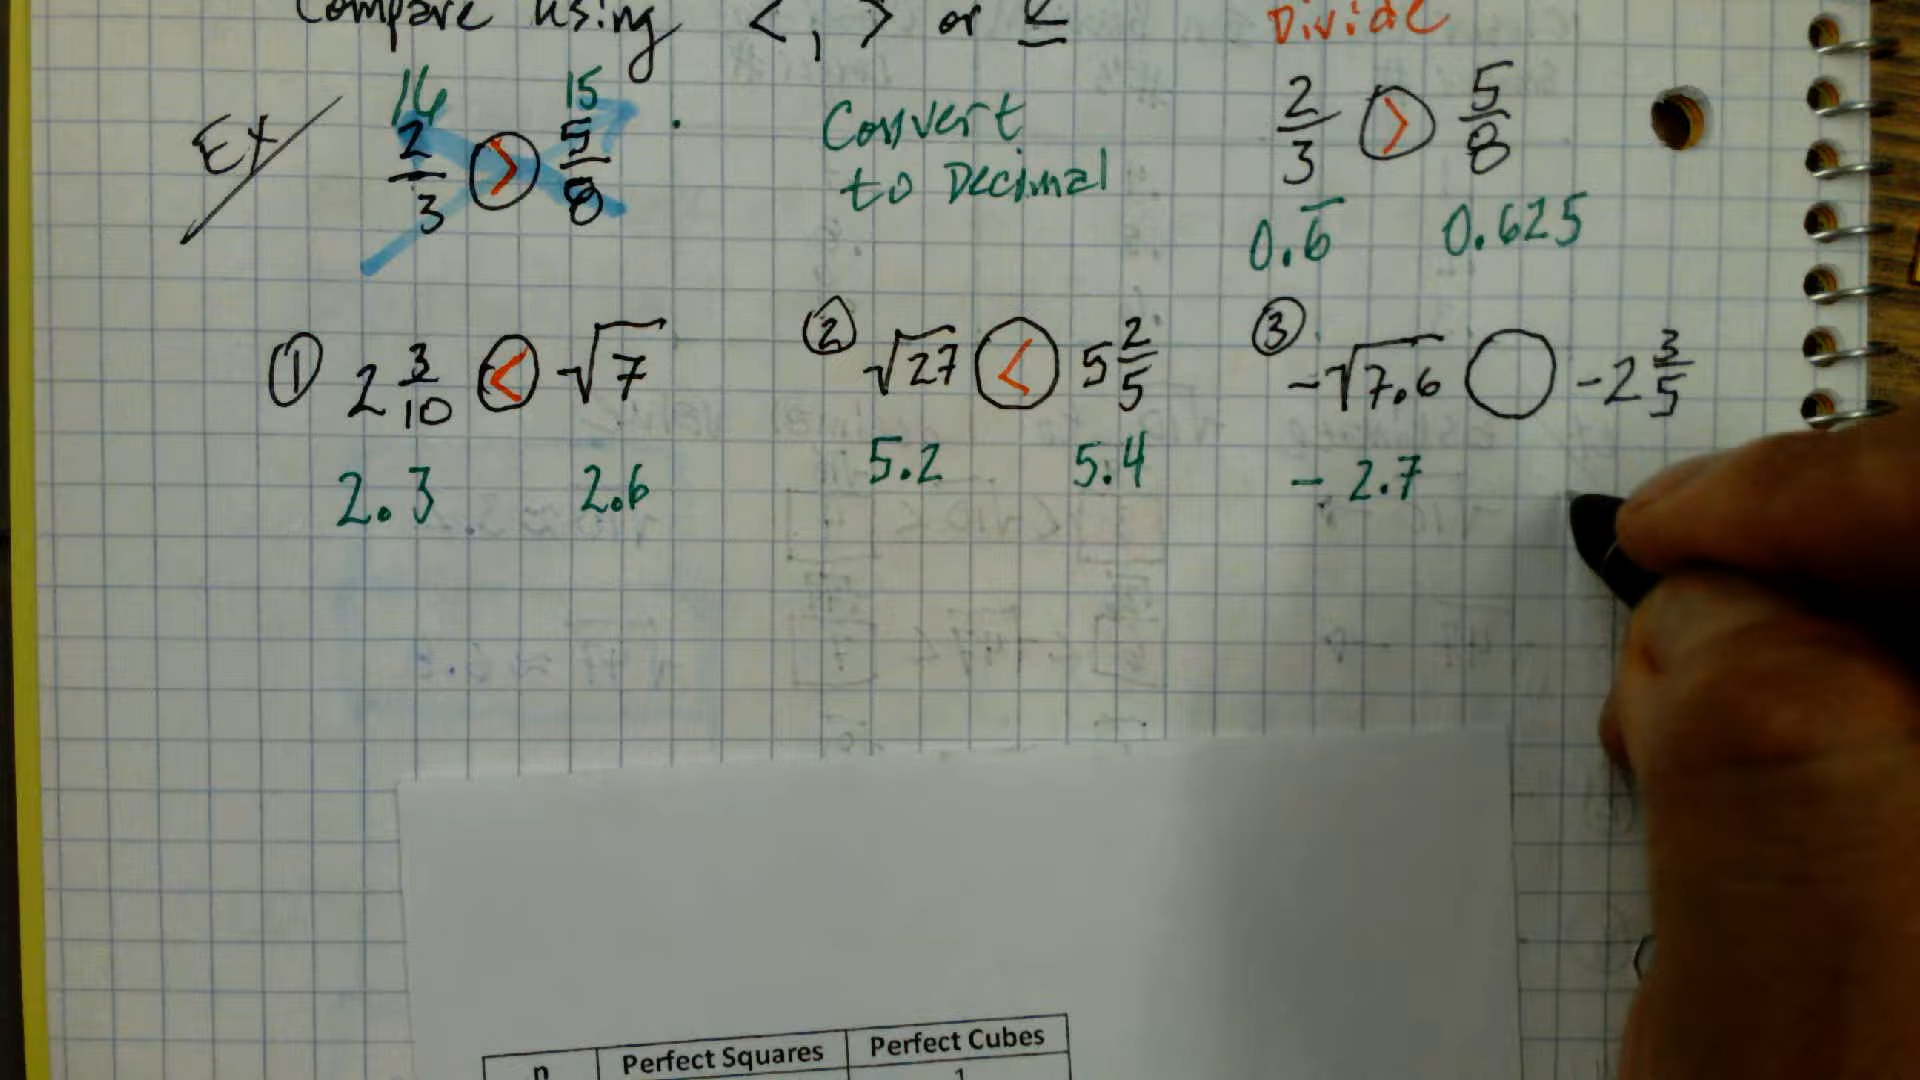 Compare using <, > or =
Divide
Ex
16 15
2/3 > 5/8
Convert
to Decimal
2/3 > 5/8
0.6̅ 0.625
① 2 3/10 < √7
2.3 2.6
② √27 < 5 2/5
5.2 5.4
③ -√7.6 ◯ -2 3/5
- 2.7
n Perfect Squares Perfect Cubes
1